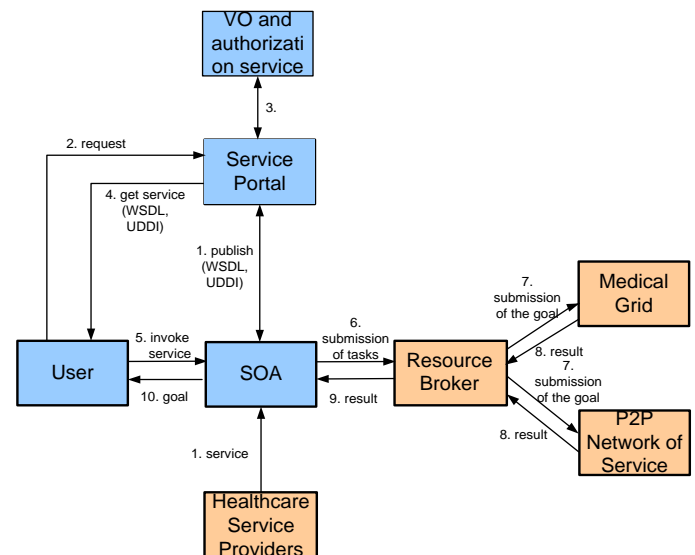 VO and
authorizati
on service
3.
2. request
Service
Portal
4. get service
(WSDL,
UDDI)
1. publish
(WSDL,
UDDI)
7.
submission
of the goal
Medical
Grid
5. invoke
service
6.
submission
of tasks
User
SOA
Resource
Broker
8. result
7.
submission
of the goal
10. goal
9. result
8. result
P2P
Network of
Service
1. service
Healthcare
Service
Providers